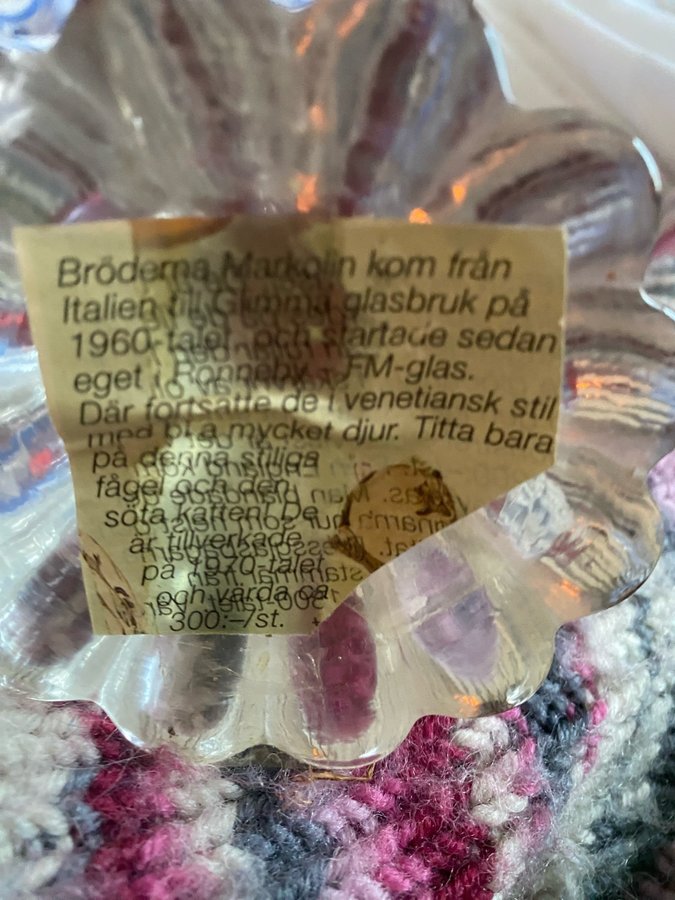 Bröderna Markolin kom från
Italien till Gimma glasbruk på
1960-talet och startade sedan
eget i Ronneby - FM-glas.
Där fortsatte de i venetiansk stil
med bl a mycket djur. Titta bara
på denna stiliga
fågel och den
söta katten! De
är tillverkade
på 1970-talet
och värda ca
300:-/st.